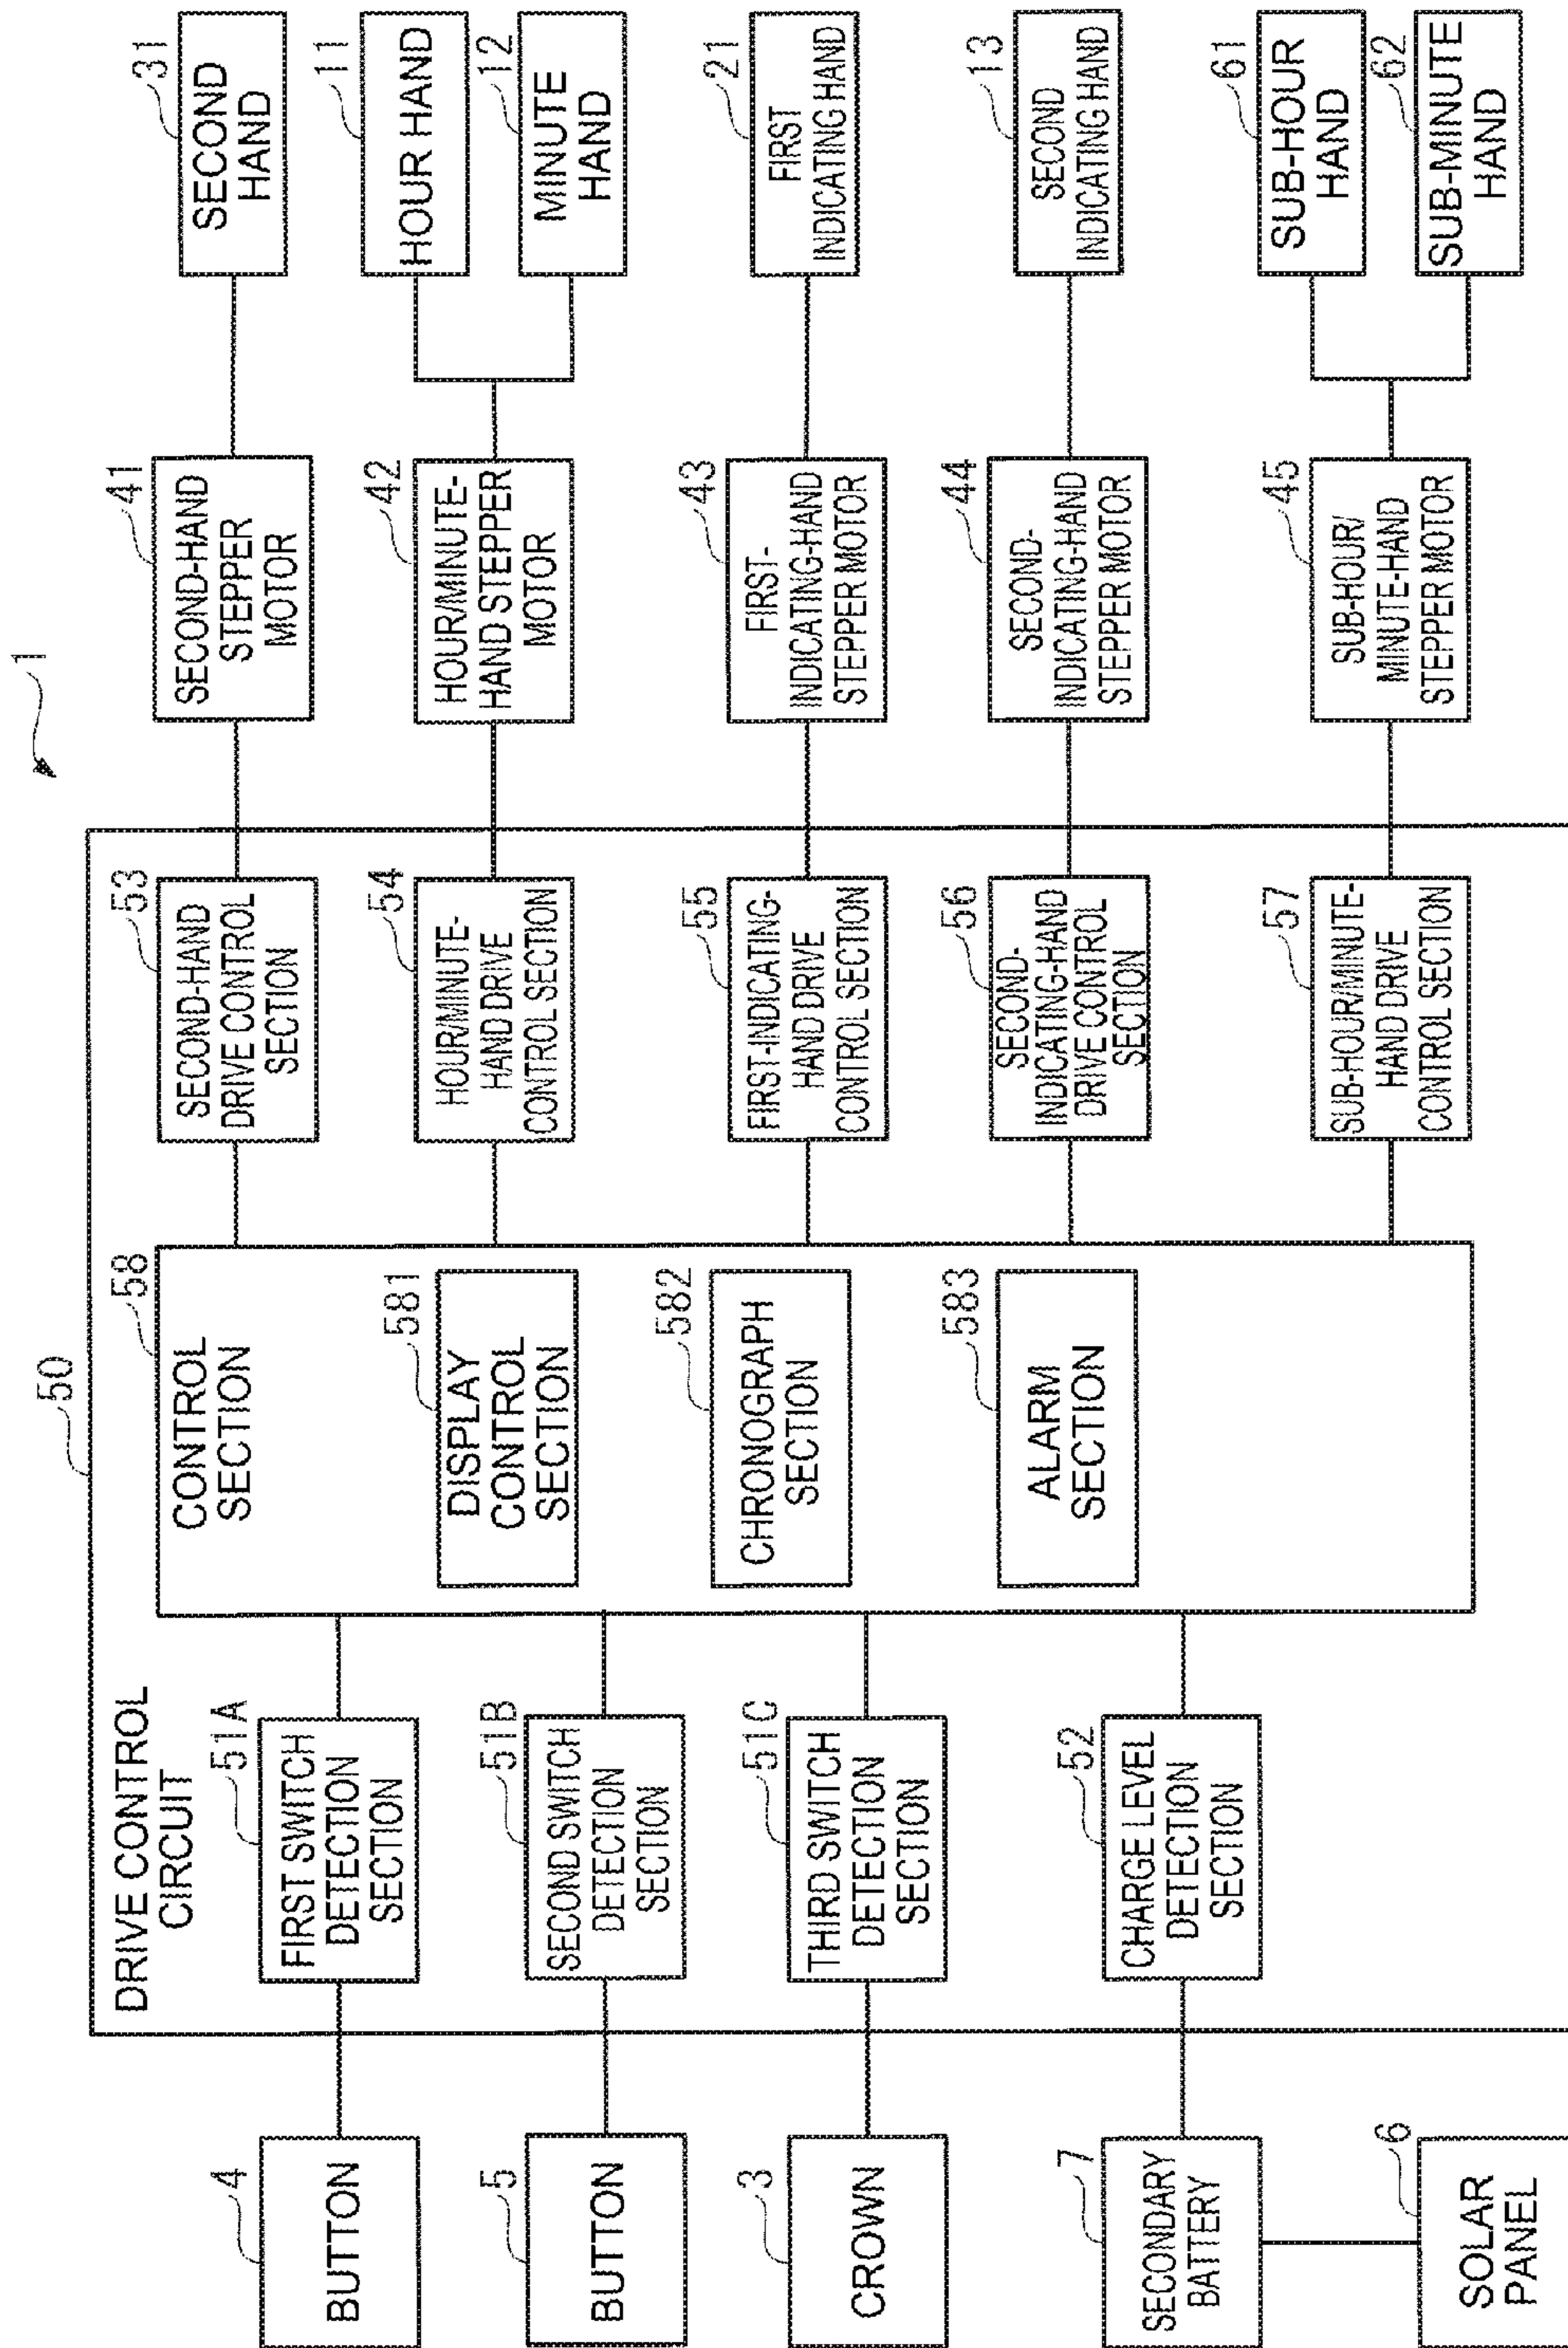 1
50
DRIVE CONTROL
CIRCUIT
4
BUTTON
5
BUTTON
3
CROWN
7
SECONDARY
BATTERY
6
SOLAR
PANEL
51A
FIRST SWITCH
DETECTION
SECTION
51B
SECOND SWITCH
DETECTION
SECTION
51C
THIRD SWITCH
DETECTION
SECTION
52
CHARGE LEVEL
DETECTION
SECTION
58
CONTROL
SECTION
581
DISPLAY
CONTROL
SECTION
582
CHRONOGRAPH
SECTION
583
ALARM
SECTION
53
SECOND-HAND
DRIVE CONTROL
SECTION
54
HOUR/MINUTE-
HAND DRIVE
CONTROL SECTION
55
FIRST-INDICATING-
HAND DRIVE
CONTROL SECTION
56
SECOND-
INDICATING-HAND
DRIVE CONTROL
SECTION
57
SUB-HOUR/MINUTE-
HAND DRIVE
CONTROL SECTION
41
SECOND-HAND
STEPPER
MOTOR
42
HOUR/MINUTE-
HAND STEPPER
MOTOR
43
FIRST-
INDICATING-HAND
STEPPER MOTOR
44
SECOND-
INDICATING-HAND
STEPPER MOTOR
45
SUB-HOUR/
MINUTE-HAND
STEPPER MOTOR
31
SECOND
HAND
11
HOUR HAND
12
MINUTE
HAND
21
FIRST
INDICATING HAND
13
SECOND
INDICATING HAND
61
SUB-HOUR
HAND
62
SUB-MINUTE
HAND